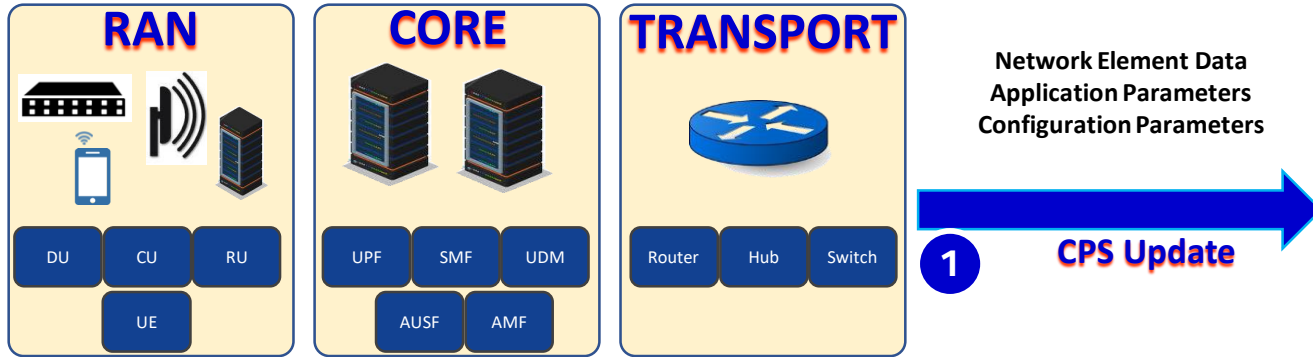 RAN
CORE
TRANSPORT
Network Element Data
Application Parameters
Configuration Parameters
DU
CU
RU
UE
UPF
SMF
UDM
AUSF
AMF
Router
Hub
Switch
1
CPS Update